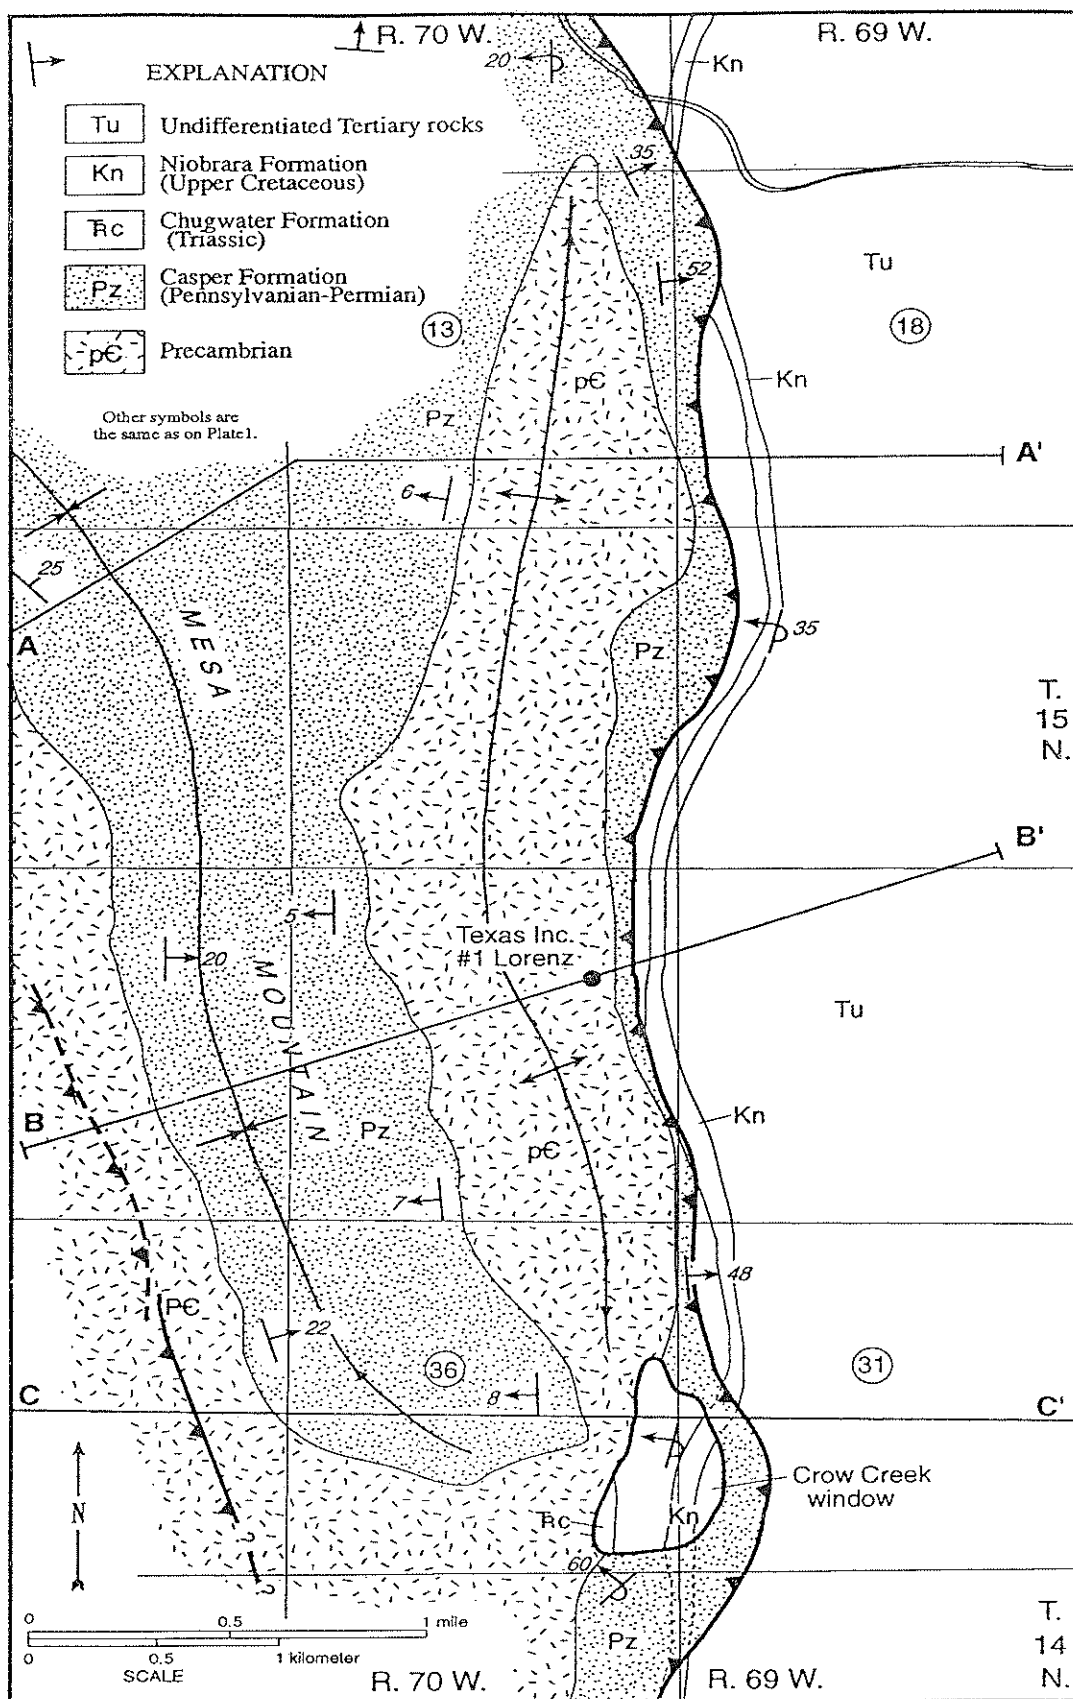 R. 70 W.
R. 69 W.
EXPLANATION
Tu Undifferentiated Tertiary rocks
Kn Niobrara Formation
(Upper Cretaceous)
T̅Rc Chugwater Formation
(Triassic)
Pz Casper Formation
(Pennsylvanian-Permian)
p€ Precambrian
Other symbols are
the same as on Plate1.
20
Kn
35
52
Tu
13
18
p€
Kn
Pz
A'
6
25
A
MESA
Pz
35
T.
15
N.
B'
5
Texas Inc.
#1 Lorenz
20
MOUNTAIN
Tu
B
Pz
Kn
p€
7
48
P€
22
36
31
C
8
C'
N
Crow Creek
window
T̅Rc
Kn
60
?
?
?
0 0.5 1 mile
0 0.5 1 kilometer
SCALE
Pz
T.
14
N.
R. 70 W.
R. 69 W.